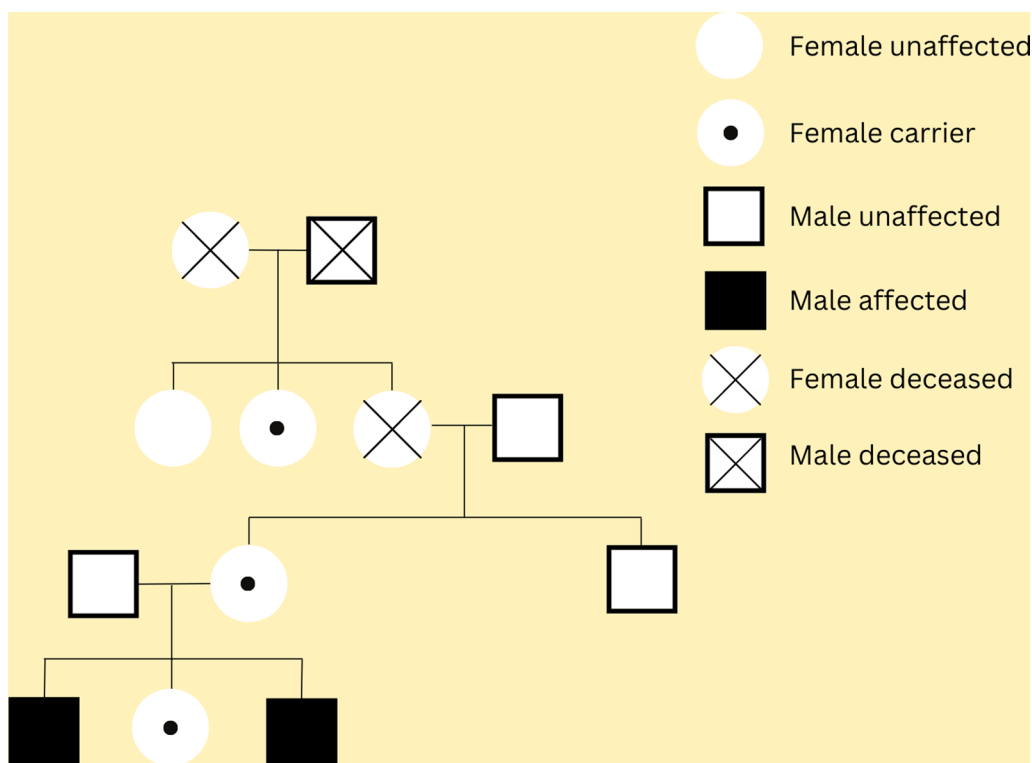 Female unaffected
Female carrier
Male unaffected
Male affected
Female deceased
Male deceased